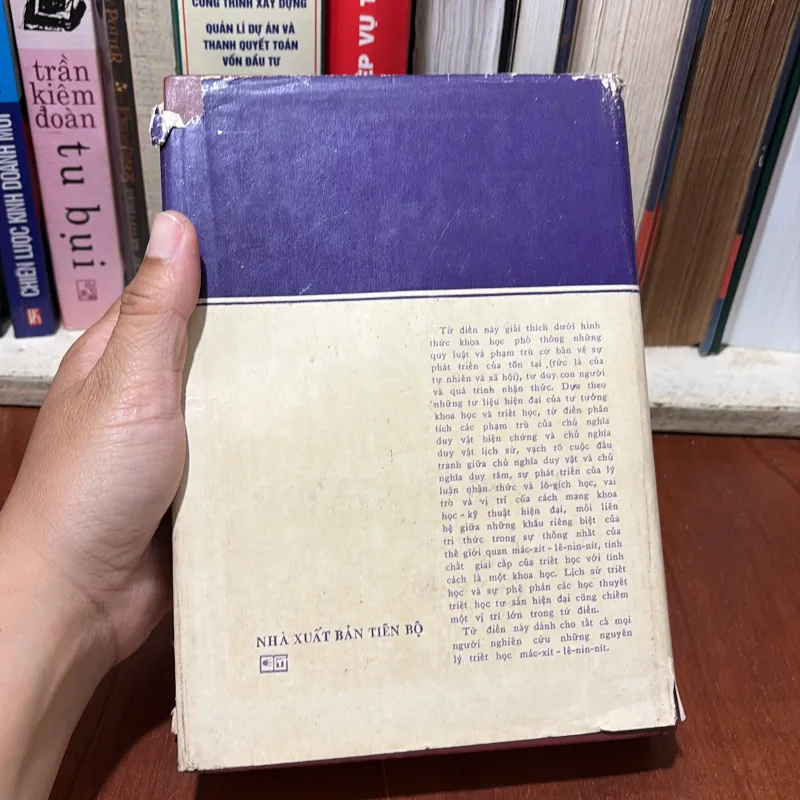 CÔNG TRÌNH XÂY DỰNG
QUẢN LÍ DỰ ÁN VÀ
THANH QUYẾT TOÁN
VỐN ĐẦU TƯ
trần
kiêm
đoàn
tu bụi
CHIẾN LƯỢC KINH DOANH MỚI
Từ điển này giải thích dưới hình
thức khoa học phổ thông những
quy luật và phạm trù cơ bản về sự
phát triển của tồn tại (tức là của
tự nhiên và xã hội), tư duy con người
và quá trình nhận thức. Dựa theo
những tư liệu hiện đại của tư tưởng
khoa học và triết học, từ điển phân
tích các phạm trù của chủ nghĩa
duy vật biện chứng và chủ nghĩa
duy vật lịch sử, vạch rõ cuộc đấu
tranh giữa chủ nghĩa duy vật và chủ
nghĩa duy tâm, sự phát triển của lý
luận nhận thức và lô-gích học, vai
trò và vị trí của cách mạng khoa
học - kỹ thuật hiện đại, mối liên
hệ giữa những khâu riêng biệt của
tri thức trong sự thống nhất của
thế giới quan mác-xít - lê-nin-nít, tính
chất giai cấp của triết học với tính
cách là một khoa học. Lịch sử triết
học và sự phê phán các học thuyết
triết học tư sản hiện đại cũng chiếm
một vị trí lớn trong từ điển.
Từ điển này dành cho tất cả mọi
người nghiên cứu những nguyên
lý triết học mác-xít - lê-nin-nít.
NHÀ XUẤT BẢN TIẾN BỘ